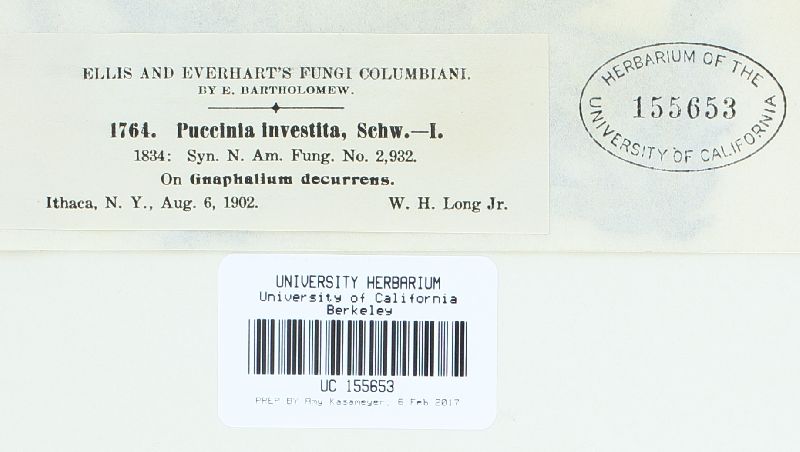 ELLIS AND EVERHART'S FUNGI COLUMBIANI.
BY E. BARTHOLOMEW.
1764. Puccinia investita, Schw.—I.
1834: Syn. N. Am. Fung. No. 2,932.
On Gnaphalium decurrens.
Ithaca, N. Y., Aug. 6, 1902. W. H. Long Jr.
HERBARIUM OF THE
155653
UNIVERSITY OF CALIFORNIA
UNIVERSITY HERBARIUM
University of California
Berkeley
UC 155653
PREP BY Amy Kasameyer, 6 Feb 2017